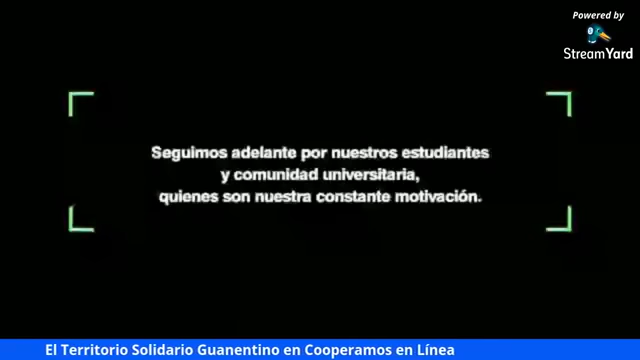 Powered by
StreamYard
Seguimos adelante por nuestros estudiantes
y comunidad universitaria,
quienes son nuestra constante motivación.
El Territorio Solidario Guanentino en Cooperamos en Línea